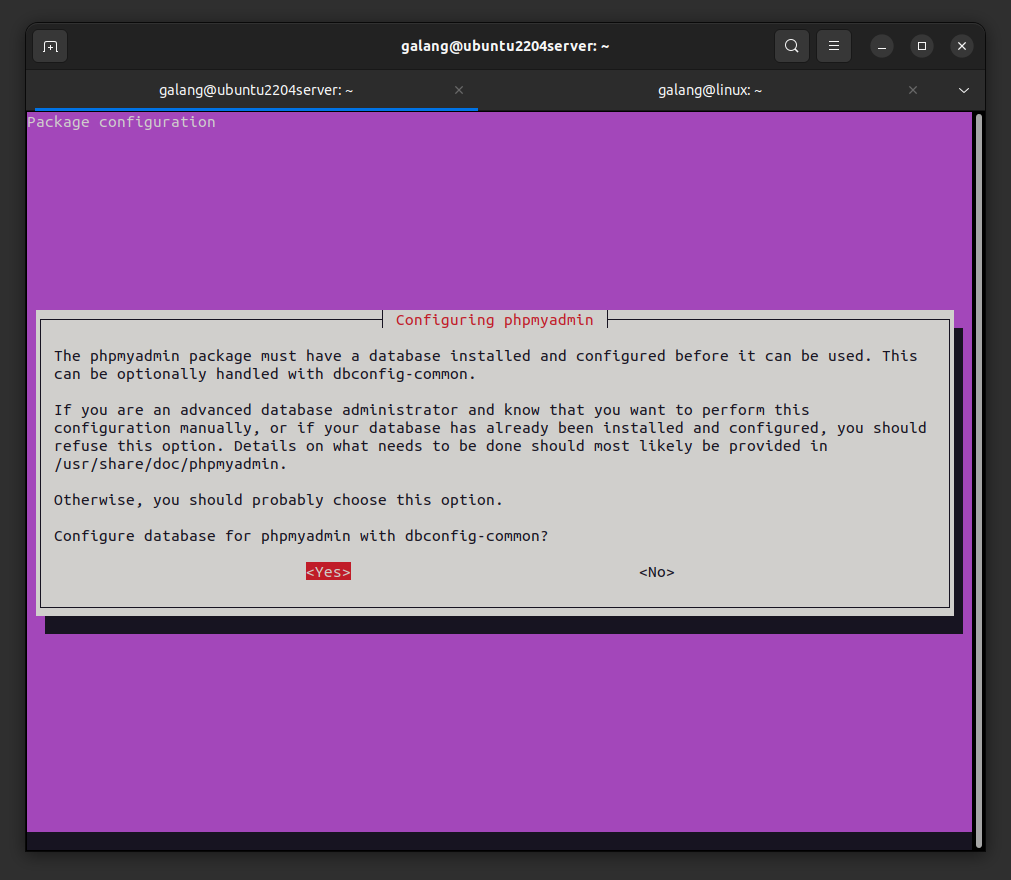 galang@ubuntu2204server: ~
galang@ubuntu2204server: ~
galang@linux: ~
Package configuration
Configuring phpmyadmin
The phpmyadmin package must have a database installed and configured before it can be used. This
can be optionally handled with dbconfig-common.
If you are an advanced database administrator and know that you want to perform this
configuration manually, or if your database has already been installed and configured, you should
refuse this option. Details on what needs to be done should most likely be provided in
/usr/share/doc/phpmyadmin.
Otherwise, you should probably choose this option.
Configure database for phpmyadmin with dbconfig-common?
<Yes> <No>